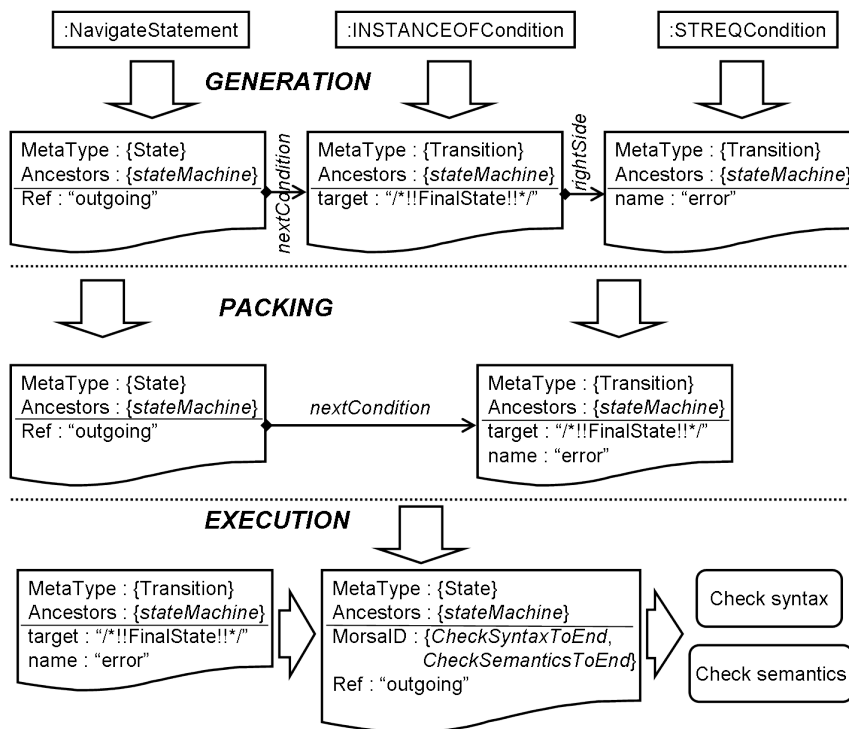 :NavigateStatement
:INSTANCEOFCondition
:STREQCondition
GENERATION
MetaType : {State}
Ancestors : {stateMachine}
Ref : “outgoing”
nextCondition
MetaType : {Transition}
Ancestors : {stateMachine}
target : “/*!!FinalState!!*/”
rightSide
MetaType : {Transition}
Ancestors : {stateMachine}
name : “error”
PACKING
MetaType : {State}
Ancestors : {stateMachine}
Ref : “outgoing”
nextCondition
MetaType : {Transition}
Ancestors : {stateMachine}
target : “/*!!FinalState!!*/”
name : “error”
EXECUTION
MetaType : {Transition}
Ancestors : {stateMachine}
target : “/*!!FinalState!!*/”
name : “error”
MetaType : {State}
Ancestors : {stateMachine}
MorsaID : {CheckSyntaxToEnd,
CheckSemanticsToEnd}
Ref : “outgoing”
Check syntax
Check semantics